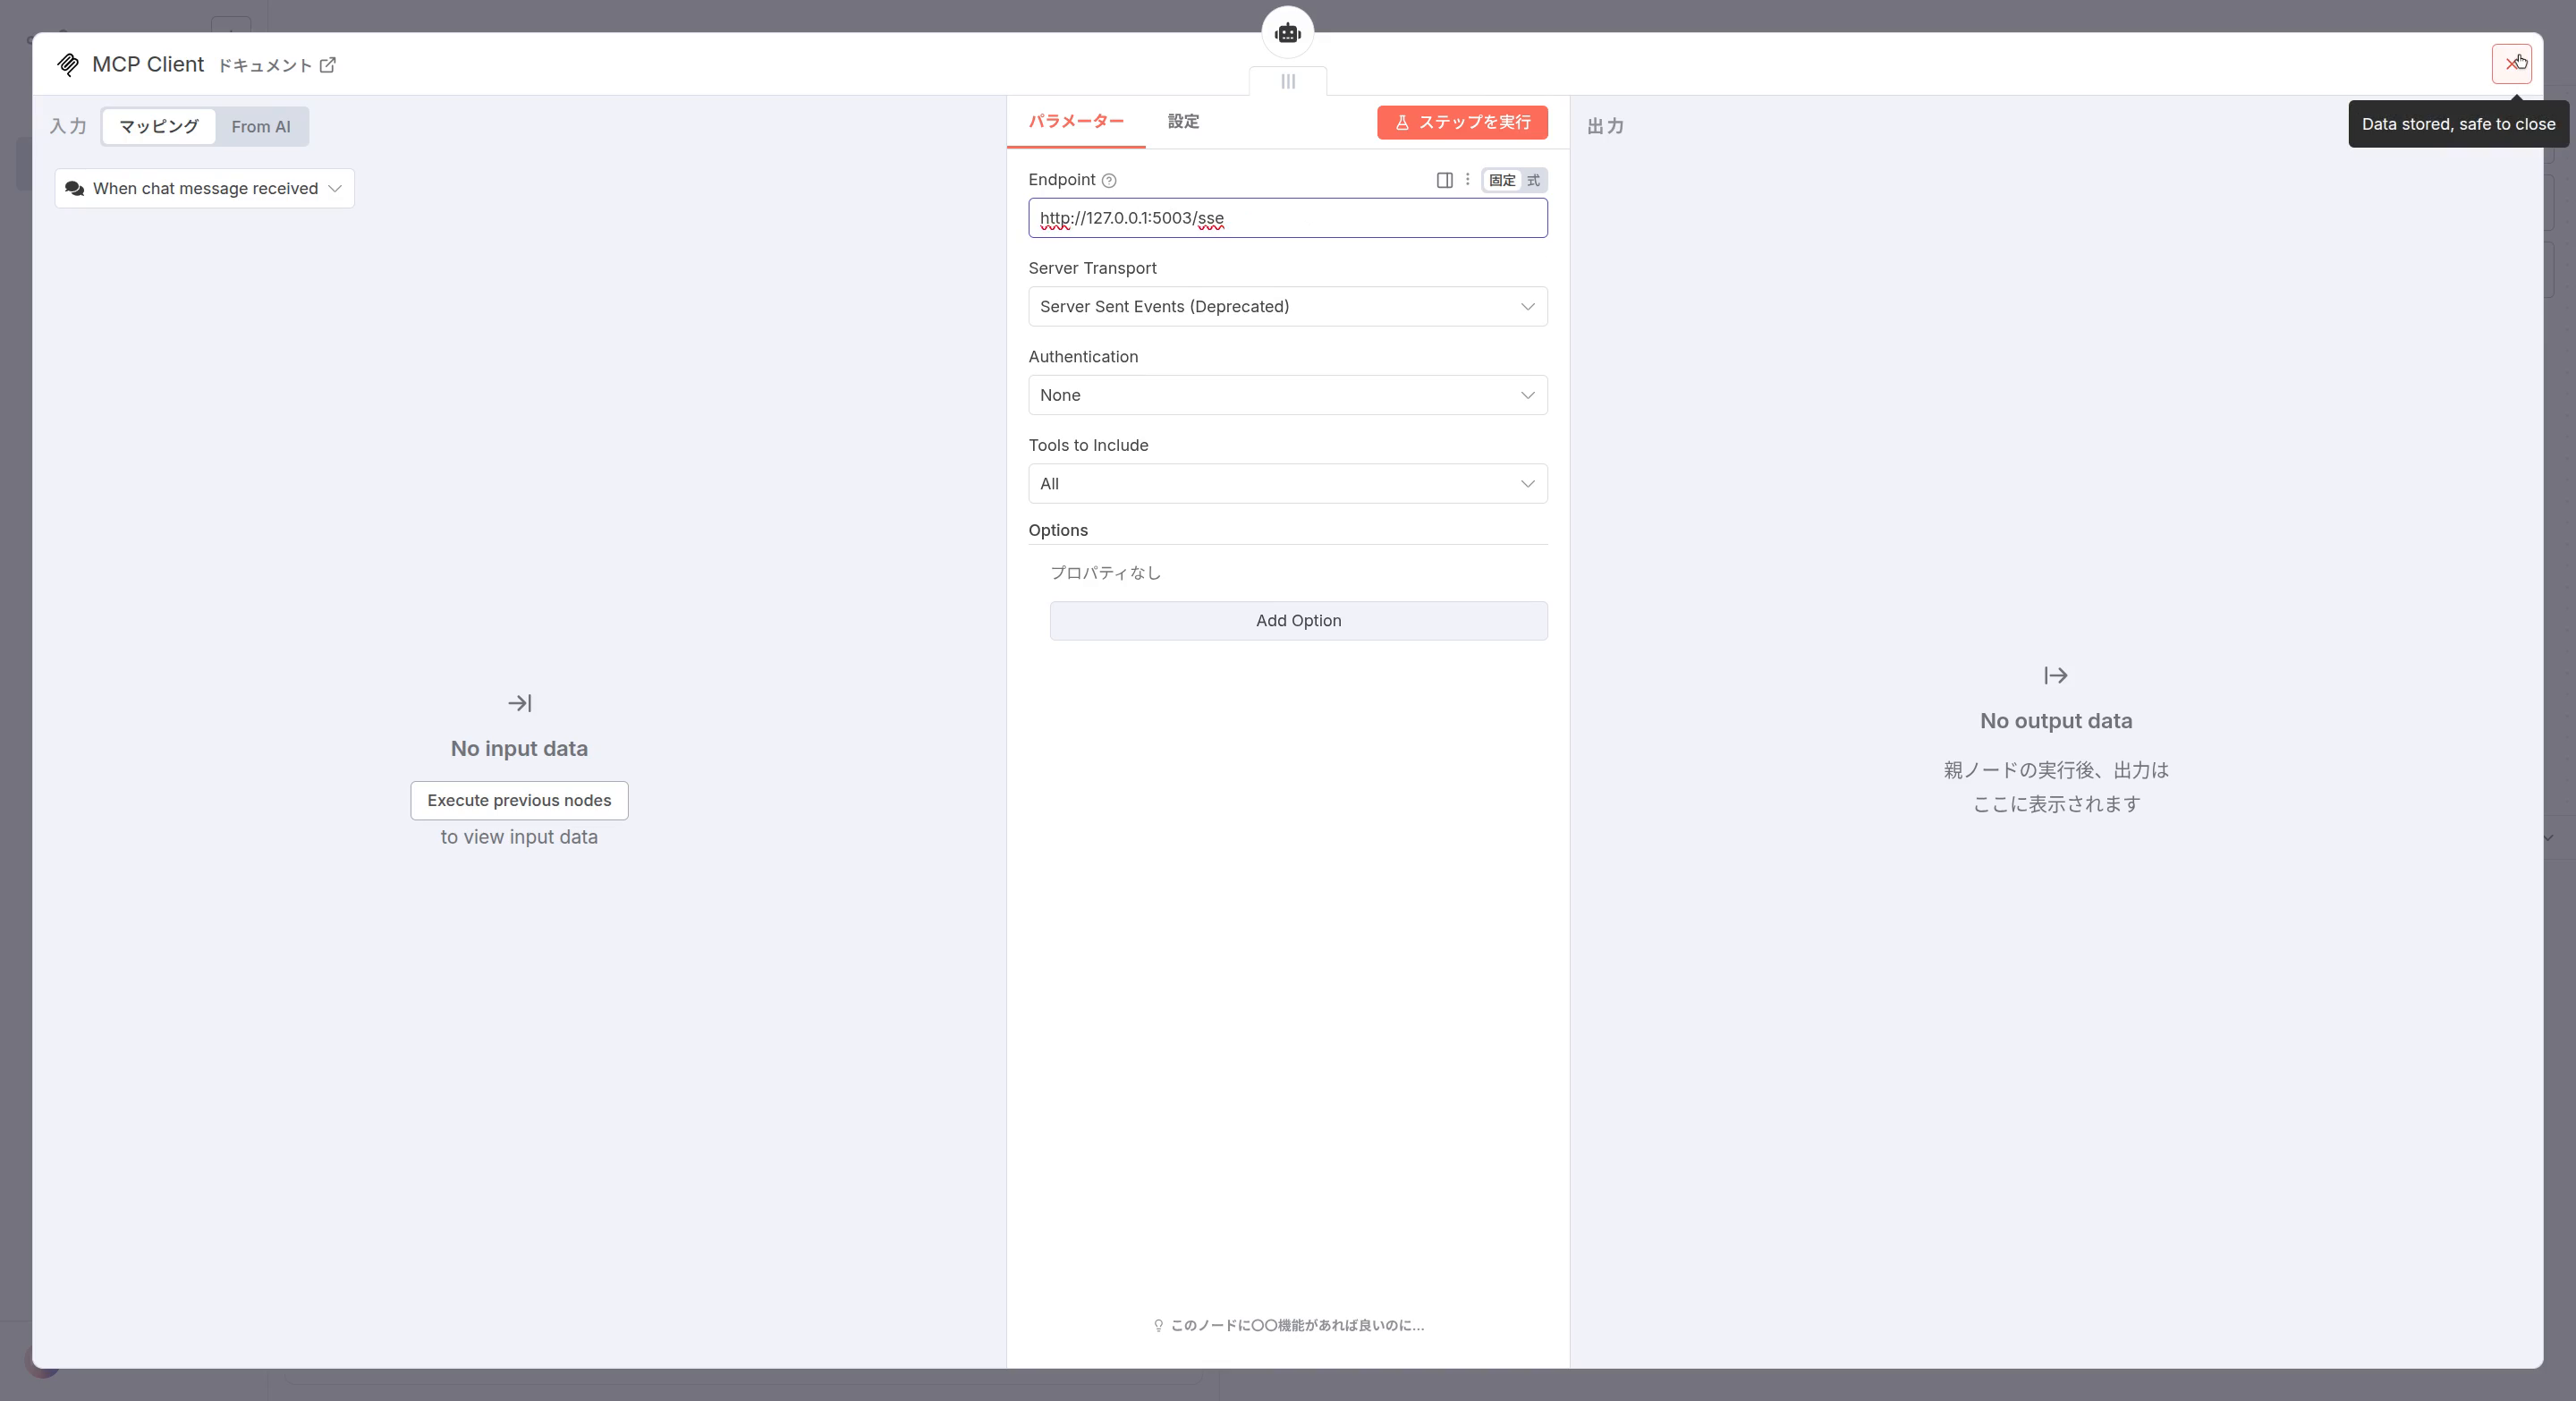 MCP Client ドキュメント
入力 マッピング From AI
When chat message received
No input data
Execute previous nodes
to view input data
パラメーター 設定 ステップを実行
Endpoint 固定 式
http://127.0.0.1:5003/sse
Server Transport
Server Sent Events (Deprecated)
Authentication
None
Tools to Include
All
Options
プロパティなし
Add Option
このノードに〇〇機能があれば良いのに...
出力
Data stored, safe to close
No output data
親ノードの実行後、出力は
ここに表示されます